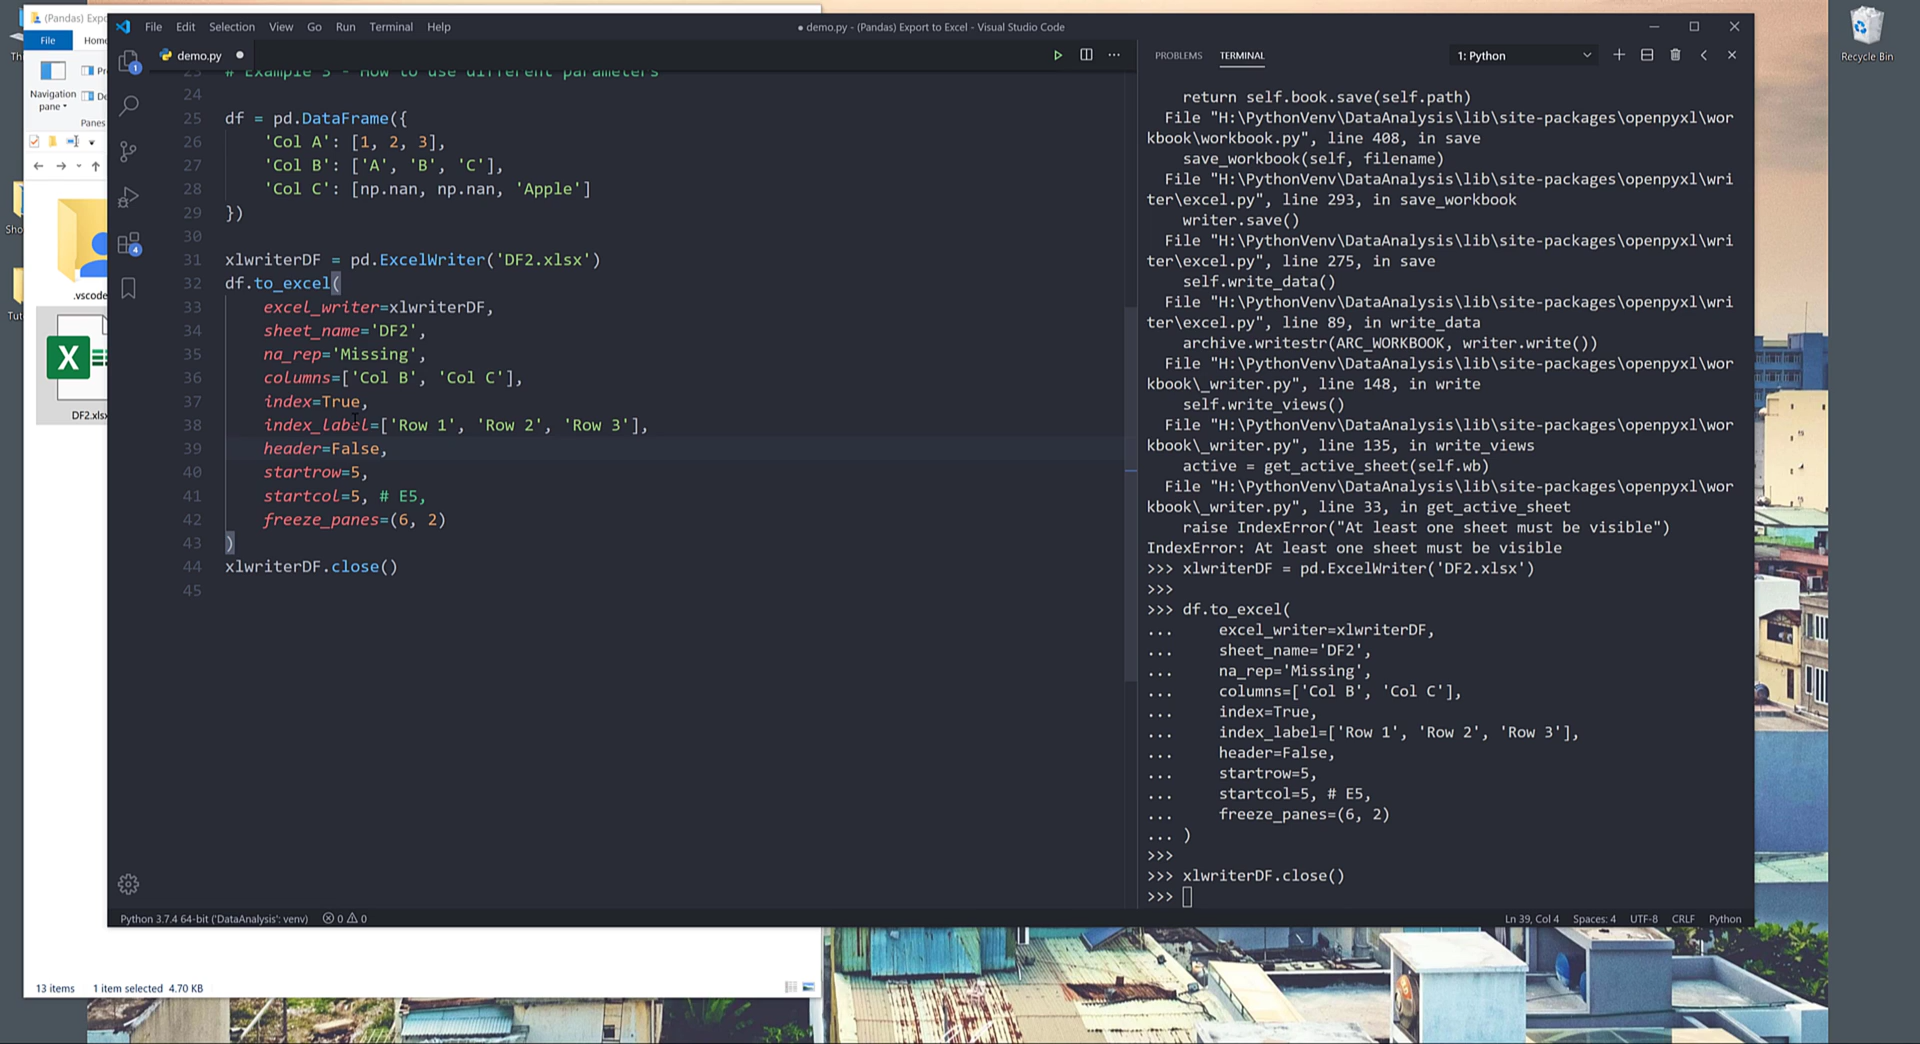 (Pandas) Exp
File
Home
Navigation
pane
Panes
.vscode
DF2.xlsx
13 items 1 item selected 4.70 KB
Recycle Bin
File Edit Selection View Go Run Terminal Help
● demo.py - (Pandas) Export to Excel - Visual Studio Code
demo.py ●
# Example 3 - How to use different parameters
24
25 df = pd.DataFrame({
26 'Col A': [1, 2, 3],
27 'Col B': ['A', 'B', 'C'],
28 'Col C': [np.nan, np.nan, 'Apple']
29 })
30
31 xlwriterDF = pd.ExcelWriter('DF2.xlsx')
32 df.to_excel(
33 excel_writer=xlwriterDF,
34 sheet_name='DF2',
35 na_rep='Missing',
36 columns=['Col B', 'Col C'],
37 index=True,
38 index_label=['Row 1', 'Row 2', 'Row 3'],
39 header=False,
40 startrow=5,
41 startcol=5, # E5,
42 freeze_panes=(6, 2)
43 )
44 xlwriterDF.close()
45
PROBLEMS TERMINAL 1: Python
return self.book.save(self.path)
File "H:\PythonVenv\DataAnalysis\lib\site-packages\openpyxl\wor
kbook\workbook.py", line 408, in save
save_workbook(self, filename)
File "H:\PythonVenv\DataAnalysis\lib\site-packages\openpyxl\wri
ter\excel.py", line 293, in save_workbook
writer.save()
File "H:\PythonVenv\DataAnalysis\lib\site-packages\openpyxl\wri
ter\excel.py", line 275, in save
self.write_data()
File "H:\PythonVenv\DataAnalysis\lib\site-packages\openpyxl\wri
ter\excel.py", line 89, in write_data
archive.writestr(ARC_WORKBOOK, writer.write())
File "H:\PythonVenv\DataAnalysis\lib\site-packages\openpyxl\wor
kbook\_writer.py", line 148, in write
self.write_views()
File "H:\PythonVenv\DataAnalysis\lib\site-packages\openpyxl\wor
kbook\_writer.py", line 135, in write_views
active = get_active_sheet(self.wb)
File "H:\PythonVenv\DataAnalysis\lib\site-packages\openpyxl\wor
kbook\_writer.py", line 33, in get_active_sheet
raise IndexError("At least one sheet must be visible")
IndexError: At least one sheet must be visible
>>> xlwriterDF = pd.ExcelWriter('DF2.xlsx')
>>>
>>> df.to_excel(
... excel_writer=xlwriterDF,
... sheet_name='DF2',
... na_rep='Missing',
... columns=['Col B', 'Col C'],
... index=True,
... index_label=['Row 1', 'Row 2', 'Row 3'],
... header=False,
... startrow=5,
... startcol=5, # E5,
... freeze_panes=(6, 2)
... )
>>>
>>> xlwriterDF.close()
>>>
Python 3.7.4 64-bit ('DataAnalysis': venv) 0 0
Ln 39, Col 4 Spaces: 4 UTF-8 CRLF Python